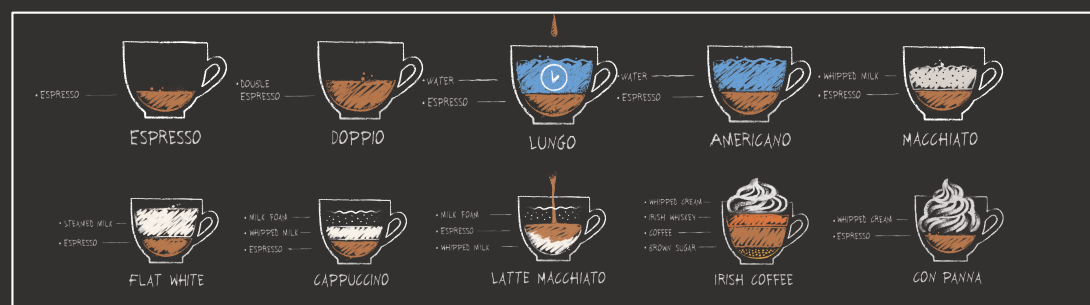 • ESPRESSO
ESPRESSO
• DOUBLE
ESPRESSO
DOPPIO
• WATER
• ESPRESSO
LUNGO
• WATER
• ESPRESSO
AMERICANO
• WHIPPED MILK
• ESPRESSO
MACCHIATO
• STEAMED MILK
• ESPRESSO
FLAT WHITE
• MILK FOAM
• WHIPPED MILK
• ESPRESSO
CAPPUCCINO
• MILK FOAM
• ESPRESSO
• WHIPPED MILK
LATTE MACCHIATO
• WHIPPED CREAM
• IRISH WHISKEY
• COFFEE
• BROWN SUGAR
IRISH COFFEE
• WHIPPED CREAM
• ESPRESSO
CON PANNA